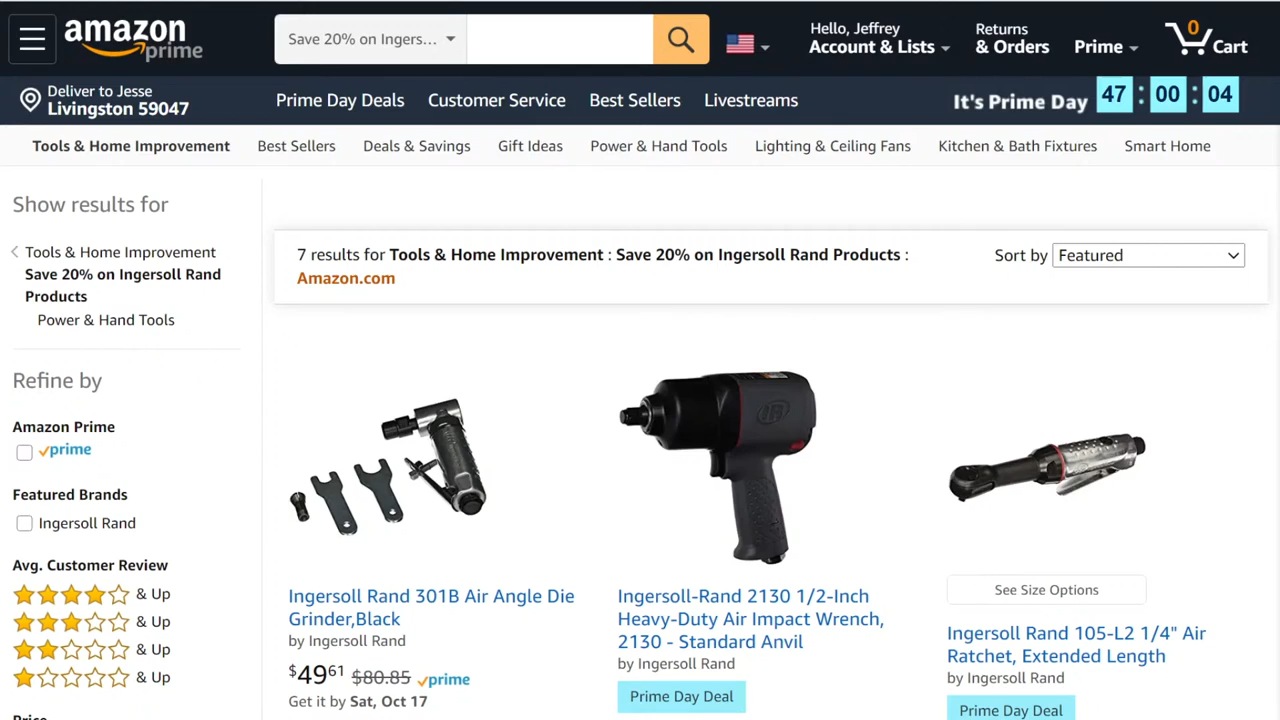 amazon
prime
Save 20% on Ingers...
Hello, Jeffrey
Account & Lists
Returns
& Orders
Prime
0
Cart
Deliver to Jesse
Livingston 59047
Prime Day Deals
Customer Service
Best Sellers
Livestreams
It's Prime Day
47 : 00 : 04
Tools & Home Improvement
Best Sellers
Deals & Savings
Gift Ideas
Power & Hand Tools
Lighting & Ceiling Fans
Kitchen & Bath Fixtures
Smart Home
Show results for
Tools & Home Improvement
Save 20% on Ingersoll Rand
Products
Power & Hand Tools
Refine by
Amazon Prime
prime
Featured Brands
Ingersoll Rand
Avg. Customer Review
& Up
& Up
& Up
& Up
Price
7 results for Tools & Home Improvement : Save 20% on Ingersoll Rand Products :
Amazon.com
Sort by Featured
Ingersoll Rand 301B Air Angle Die
Grinder,Black
by Ingersoll Rand
$49 61 $80.85 prime
Get it by Sat, Oct 17
IR
Ingersoll-Rand 2130 1/2-Inch
Heavy-Duty Air Impact Wrench,
2130 - Standard Anvil
by Ingersoll Rand
Prime Day Deal
See Size Options
Ingersoll Rand 105-L2 1/4" Air
Ratchet, Extended Length
by Ingersoll Rand
Prime Day Deal